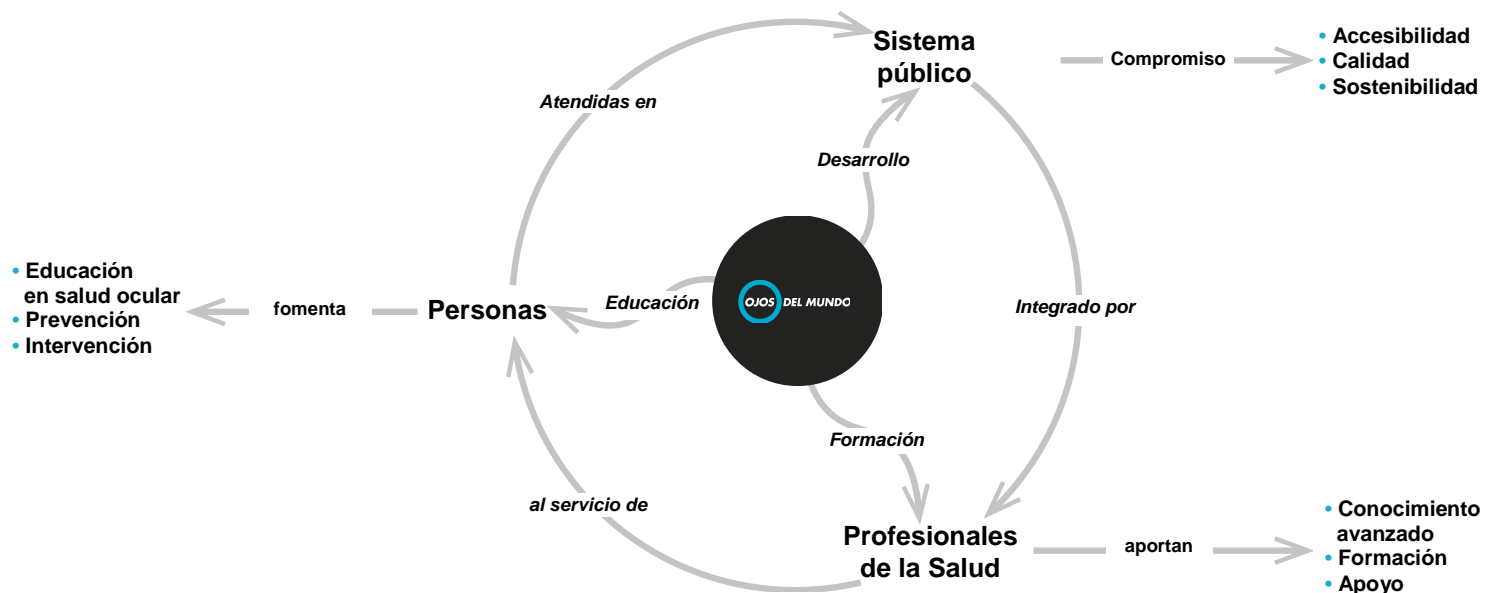 Sistema
público
Compromiso
• Accesibilidad
• Calidad
• Sostenibilidad
Atendidas en
Desarrollo
• Educación
en salud ocular
• Prevención
• Intervención
fomenta
Personas
Educación
OJOS DEL MUNDO
Integrado por
Formación
al servicio de
Profesionales
de la Salud
aportan
• Conocimiento
avanzado
• Formación
• Apoyo